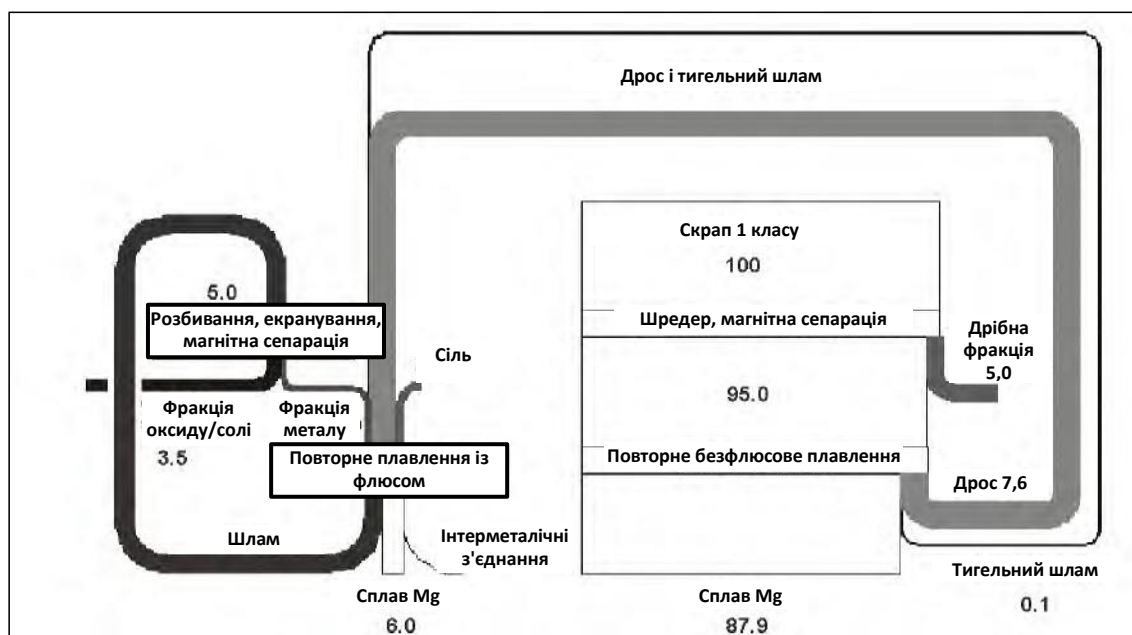 Дрос і тигельний шлам
Скрап 1 класу
100
5.0
Розбивання, екранування,
магнітна сепарація
Шредер, магнітна сепарація
Сіль
Дрібна
фракція
5,0
95.0
Фракція
оксиду/солі
3.5
Фракція
металу
Повторне плавлення із
флюсом
Повторне безфлюсове плавлення
Дрос 7,6
Шлам
Інтерметалічні
з'єднання
Тигельний шлам
0.1
Сплав Mg
6.0
Сплав Mg
87.9